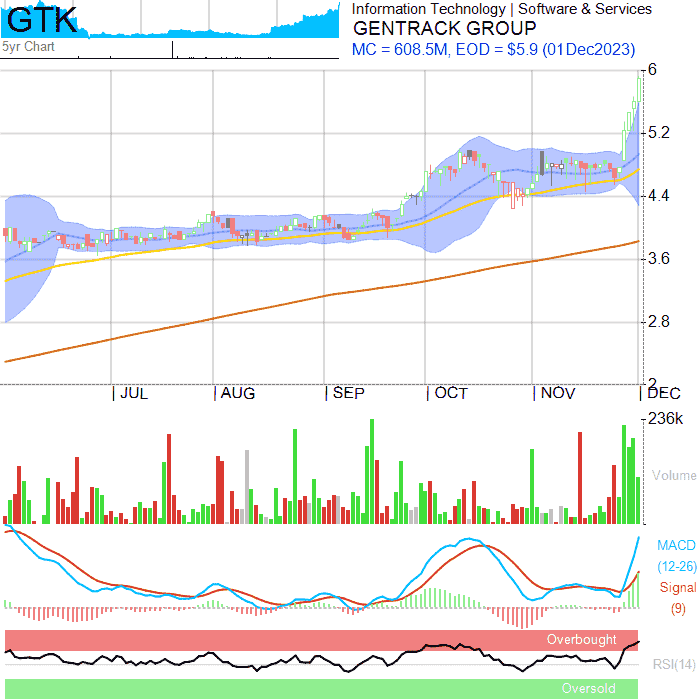 GTK
5yr Chart
Information Technology | Software & Services
GENTRACK GROUP
MC = 608.5M, EOD = $5.9 (01Dec2023)
6
5.2
4.4
3.6
2.8
2
JUL AUG SEP OCT NOV DEC
236k
Volume
MACD
(12-26)
Signal
(9)
Overbought
RSI(14)
Oversold